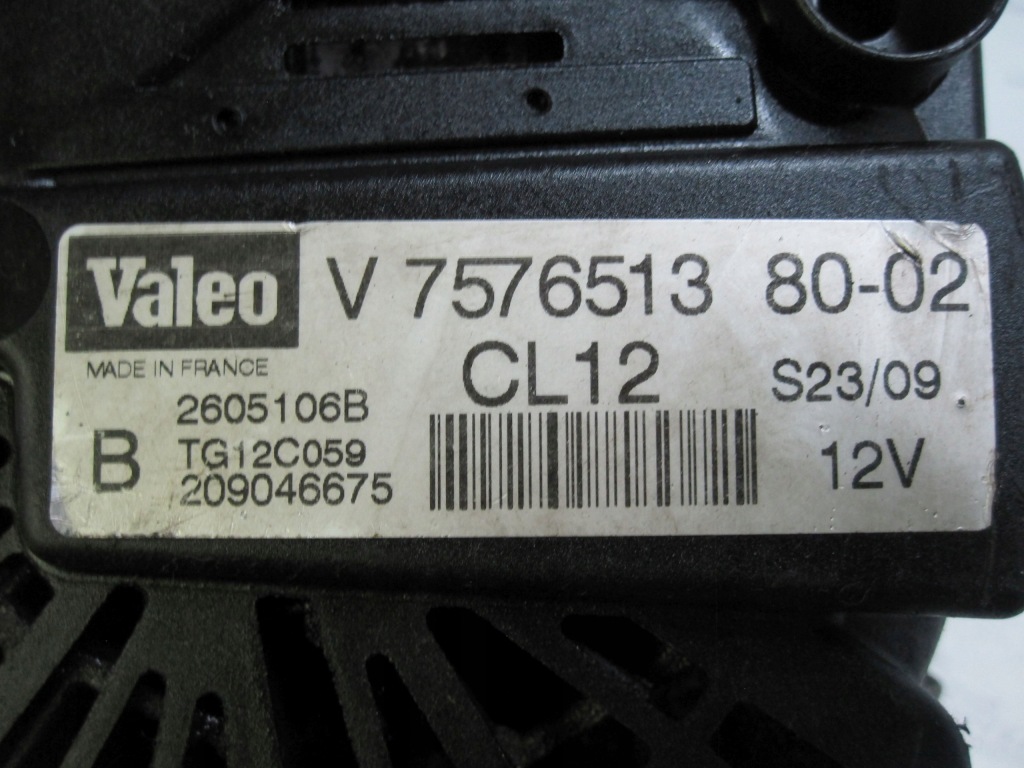 Valeo V 7576513 80-02
MADE IN FRANCE CL12 S23/09
2605106B
B TG12C059 12V
209046675